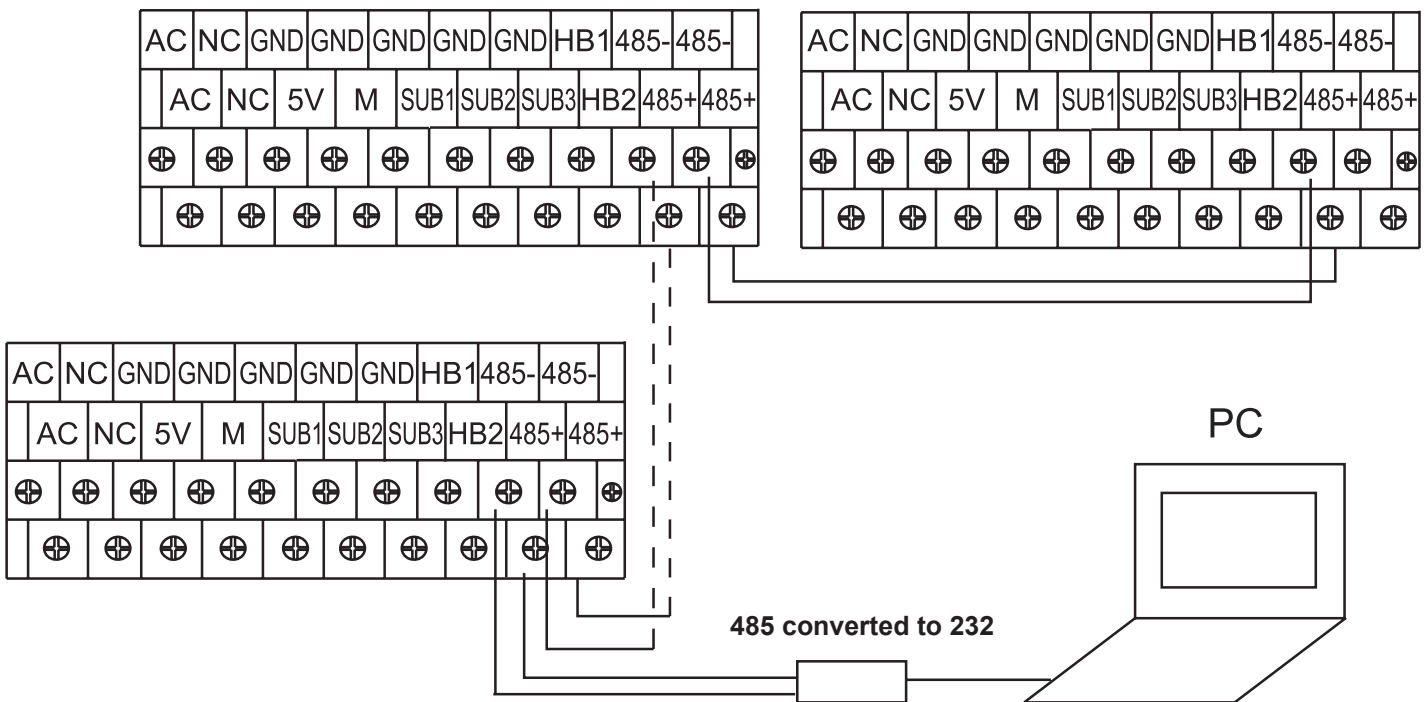 AC NC GND GND GND GND GND HB1 485- 485-
AC NC 5V M SUB1 SUB2 SUB3 HB2 485+ 485+
AC NC GND GND GND GND GND HB1 485- 485-
AC NC 5V M SUB1 SUB2 SUB3 HB2 485+ 485+
AC NC GND GND GND GND GND HB1 485- 485-
AC NC 5V M SUB1 SUB2 SUB3 HB2 485+ 485+
PC
485 converted to 232